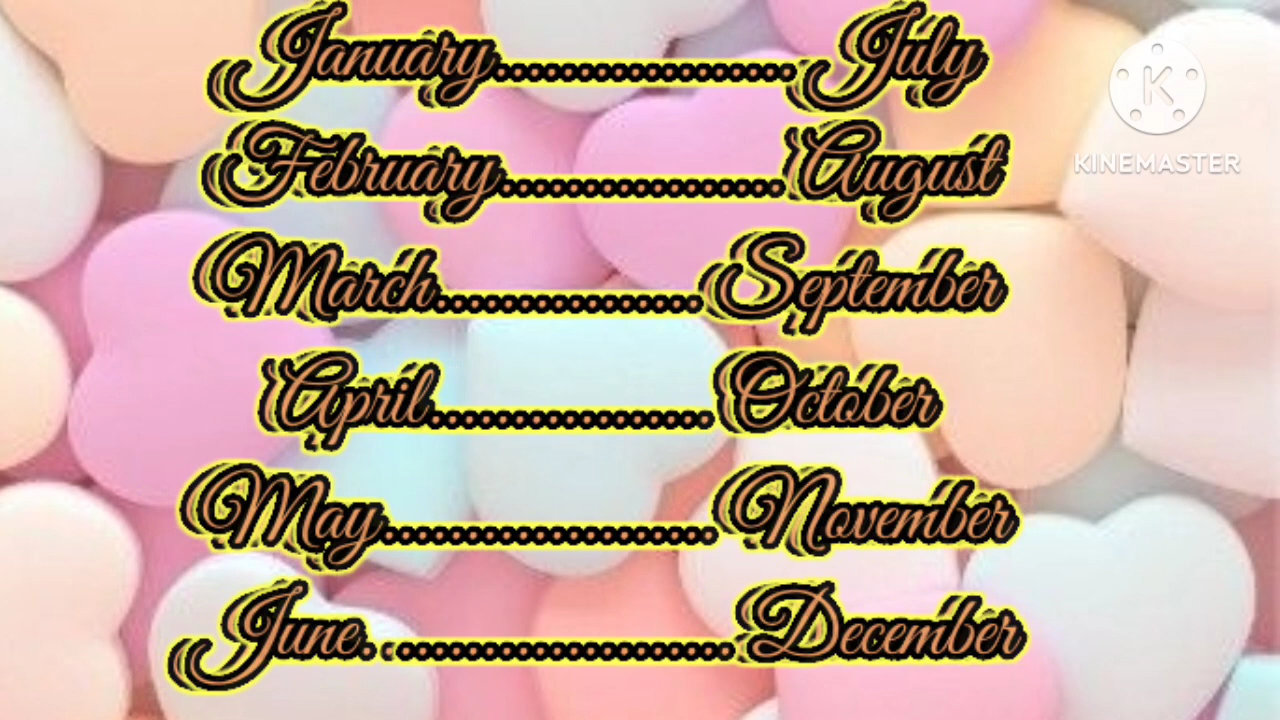 January.................. July
February................. August
March................ September
April................. October
May.................... November
June. .................... December
K
KINEMASTER